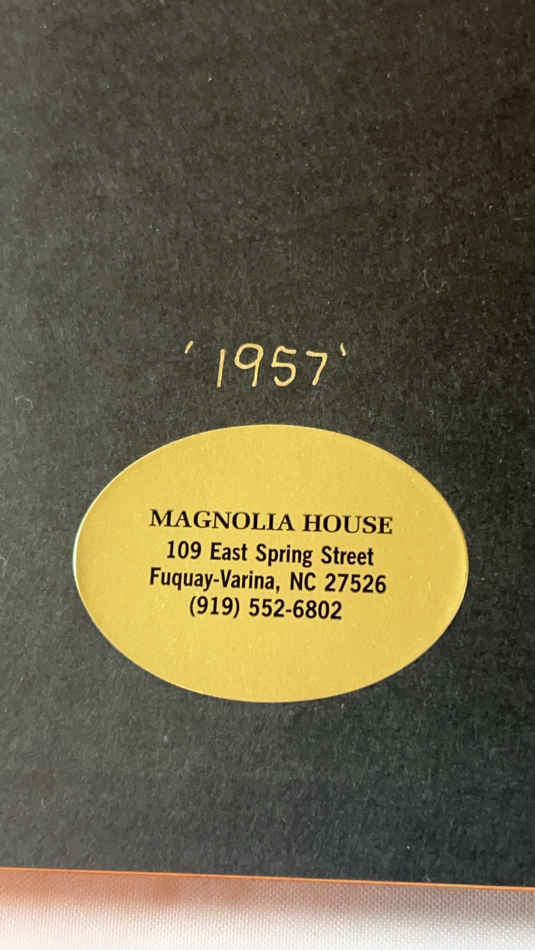 '1957'
MAGNOLIA HOUSE
109 East Spring Street
Fuquay-Varina, NC 27526
(919) 552-6802